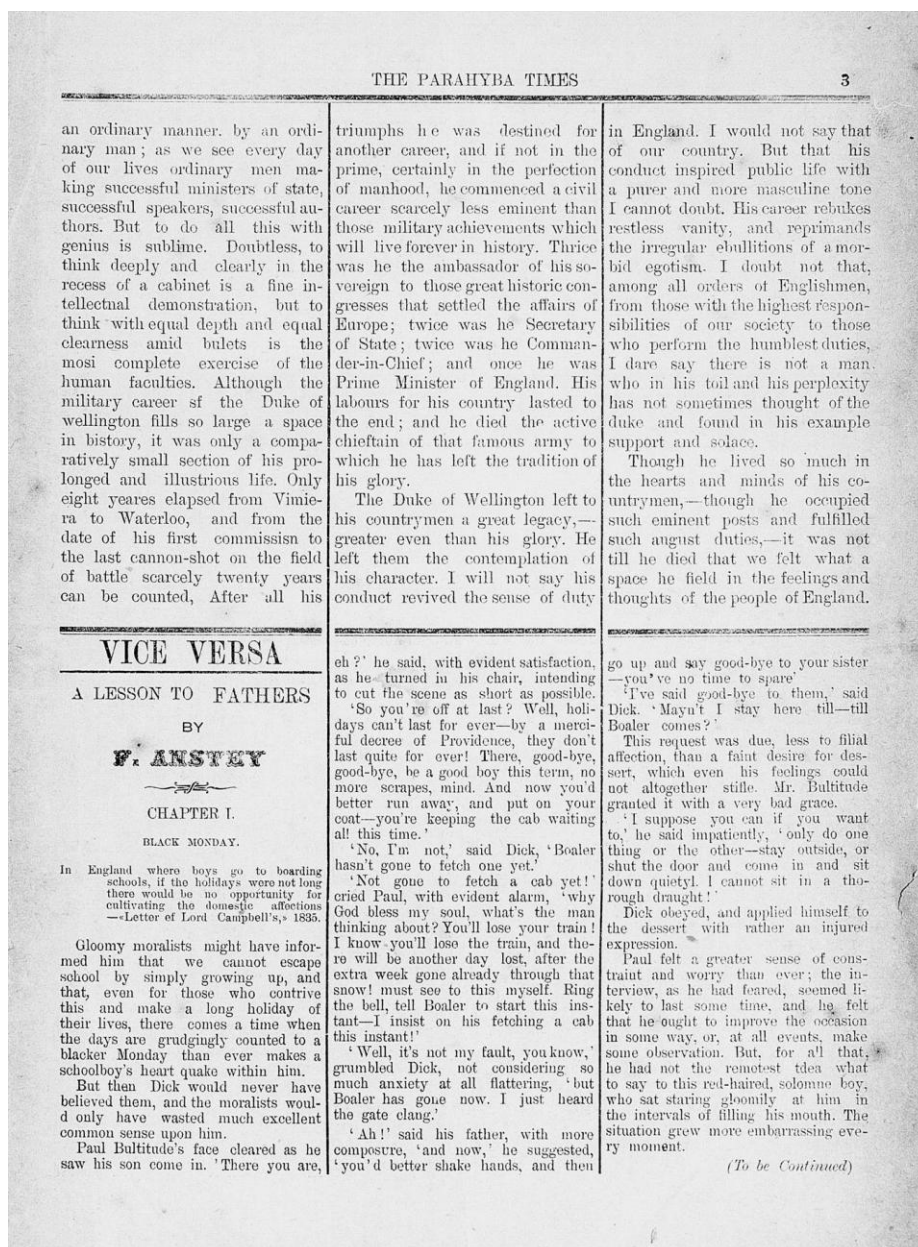 THE PARAHYBA TIMES
3
an ordinary manner. by an ordi-
nary man ; as we see every day
of our lives ordinary men ma-
king successful ministers of state,
successful speakers, successful au-
thors. But to do all this with
genius is sublime. Doubtless, to
think deeply and clearly in the
recess of a cabinet is a fine in-
tellectual demonstration, but to
think with equal depth and equal
clearness amid bulets is the
mosi complete exercise of the
human faculties. Although the
military career sf the Duke of
wellington fills so large a space
in bistory, it was only a compa-
ratively small section of his pro-
longed and illustrious life. Only
eight yeares elapsed from Vimie-
ra to Waterloo, and from the
date of his first commissisn to
the last cannon-shot on the field
of battle scarcely twenty years
can be counted, After all his
triumphs he was destined for
another career, and if not in the
prime, certainly in the perfection
of manhood, he commenced a civil
career scarcely less eminent than
those military achievements which
will live forever in history. Thrice
was he the ambassador of his so-
vereign to those great historic con-
gresses that settled the affairs of
Europe; twice was he Secretary
of State ; twice was he Comman-
der-in-Chief ; and once he was
Prime Minister of England. His
labours for his country lasted to
the end ; and he died the active
chieftain of that famous army to
which he has left the tradition of
his glory.
The Duke of Wellington left to
his countrymen a great legacy,—
greater even than his glory. He
left them the contemplation of
his character. I will not say his
conduct revived the sense of duty
in England. I would not say that
of our country. But that his
conduct inspired public life with
a purer and more masculine tone
I cannot doubt. His career rebukes
restless vanity, and reprimands
the irregular ebullitions of a mor-
bid egotism. I doubt not that,
among all orders of Englishmen,
from those with the highest respon-
sibilities of our society to those
who perform the humblest duties,
I dare say there is not a man
who in his toil and his perplexity
has not sometimes thought of the
duke and found in his example
support and solace.
Though he lived so much in
the hearts and minds of his co-
untrymen,—though he occupied
such eminent posts and fulfilled
such august duties,—it was not
till he died that we felt what a
space he field in the feelings and
thoughts of the people of England.
VICE VERSA
A LESSON TO FATHERS
BY
F. ANSTEY
CHAPTER I.
BLACK MONDAY.
In England where boys go to boarding
schools, if the holidays were not long
there would be no opportunity for
cultivating the domestic affections
—«Letter of Lord Campbell's,» 1835.
Gloomy moralists might have infor-
med him that we cannot escape
school by simply growing up, and
that, even for those who contrive
this and make a long holiday of
their lives, there comes a time when
the days are grudgingly counted to a
blacker Monday than ever makes a
schoolboy's heart quake within him.
But then Dick would never have
believed them, and the moralists woul-
d only have wasted much excellent
common sense upon him.
Paul Bultitude's face cleared as he
saw his son come in. 'There you are,
eh ?' he said, with evident satisfaction,
as he turned in his chair, intending
to cut the scene as short as possible.
'So you're off at last ? Well, holi-
days can't last for ever—by a merci-
ful decree of Providence, they don't
last quite for ever! There, good-bye,
good-bye, be a good boy this term, no
more scrapes, mind. And now you'd
better run away, and put on your
coat—you're keeping the cab waiting
al! this time.'
'No, I'm not,' said Dick, 'Boaler
hasn't gone to fetch one yet.'
'Not gone to fetch a cab yet!'
cried Paul, with evident alarm, 'why
God bless my soul, what's the man
thinking about? You'll lose your train !
I know you'll lose the train, and the-
re will be another day lost, after the
extra week gone already through that
snow! must see to this myself. Ring
the bell, tell Boaler to start this ins-
tant—I insist on his fetching a cab
this instant!'
'Well, it's not my fault, you know,'
grumbled Dick, not considering so
much anxiety at all flattering, 'but
Boaler has gone now. I just heard
the gate clang.'
'Ah!' said his father, with more
composure, 'and now,' he suggested,
'you'd better shake hands, and then
go up and say good-bye to your sister
—you've no time to spare'
'I've said good-bye to them,' said
Dick. 'Mayn't I stay here till—till
Boaler comes?'
This request was due, less to filial
affection, than a faint desire for des-
sert, which even his feelings could
not altogether stifle. Mr. Bultitude
granted it with a very bad grace.
'I suppose you can if you want
to,' he said impatiently, 'only do one
thing or the other—stay outside, or
shut the door and come in and sit
down quietyl. I cannot sit in a tho-
rough draught !
Dick obeyed, and applied himself to
the dessert with rather an injured
expression.
Paul felt a greater sense of cons-
traiut and worry than ever ; the in-
terview, as he had feared, seemed li-
kely to last some time, and he felt
that he ought to improve the occasion
in some way, or, at all events, make
some observation. But, for a'l that,
he had not the remotest tdea what
to say to this red-haired, solomne boy,
who sat staring gloomily at him in
the intervals of filling his mouth. The
situation grew more embarrassing eve-
ry moment.
(To be Continued)